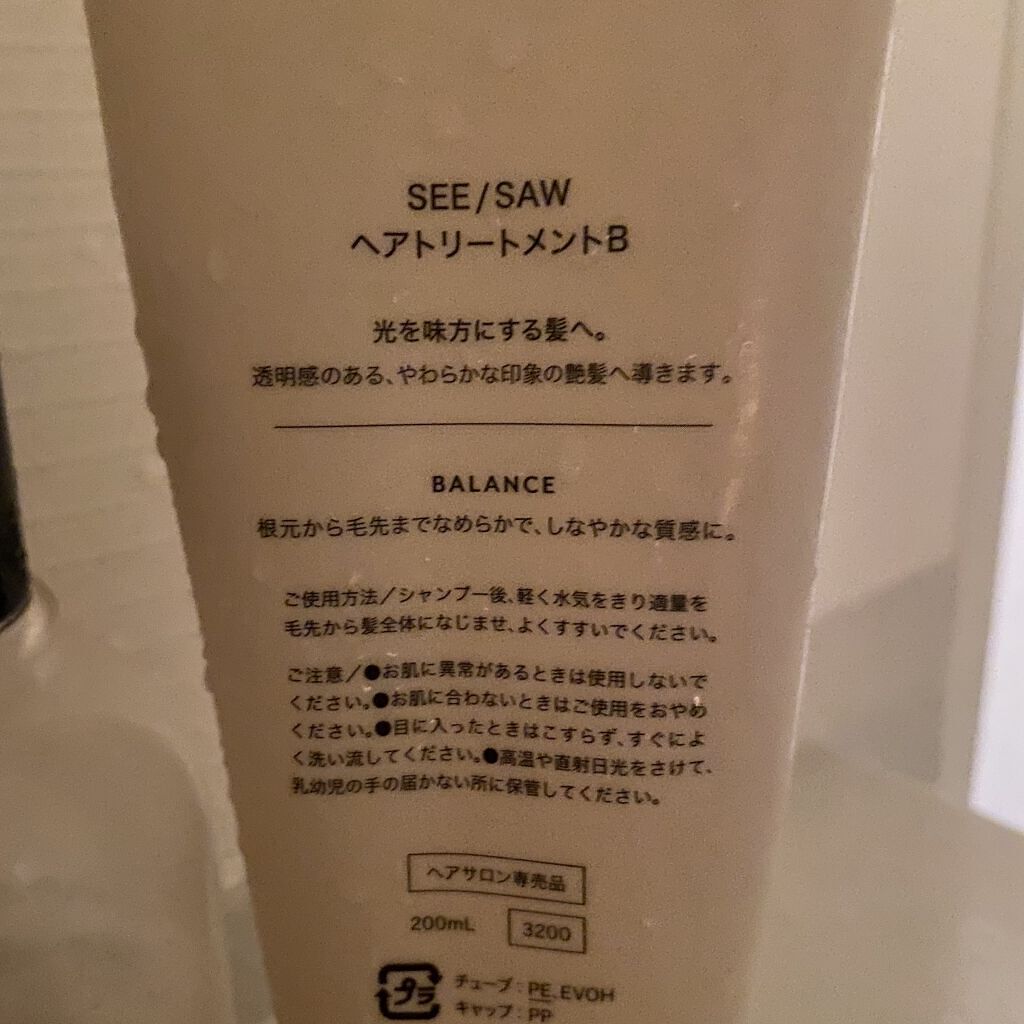 SEE/SAW
ヘアトリートメントB
光を味方にする髪へ。
透明感のある、やわらかな印象の艶髪へ導きます。
BALANCE
根元から毛先までなめらかで、しなやかな質感に。
ご使用方法／シャンプー後、軽く水気をきり適量を
毛先から髪全体になじませ、よくすすいでください。
ご注意／●お肌に異常があるときは使用しないで
ください。●お肌に合わないときはご使用をおやめ
ください。●目に入ったときはこすらず、すぐによ
く洗い流してください。●高温や直射日光をさけて、
乳幼児の手の届かない所に保管してください。
ヘアサロン専売品
200mL 3200
プラ チューブ：PE、EVOH
キャップ：PP